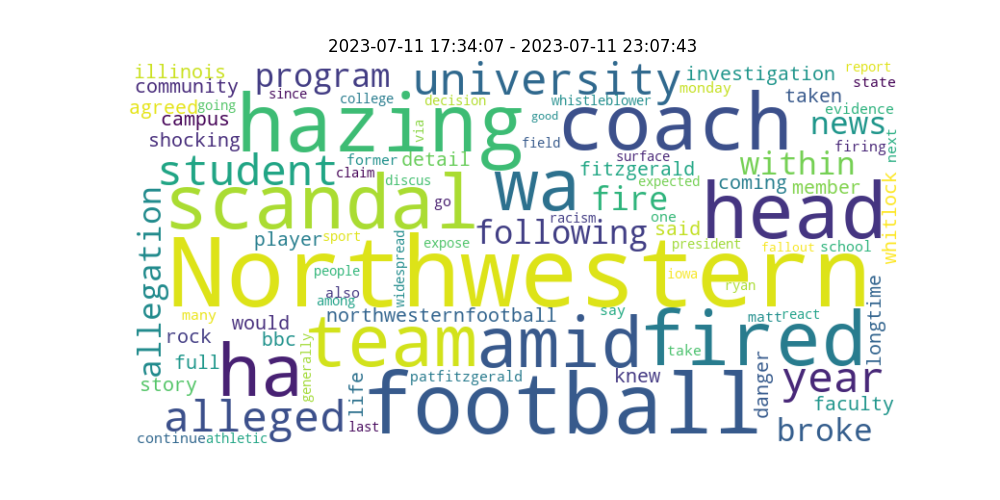 2023-07-11 17:34:07 - 2023-07-11 23:07:43
illinois program university investigation report
community since college decision whistleblower monday taken state
agreed going hazing via good coach news evidence
campus field firing next
shocking student former detail surface fitzgerald within
claim discus expected coming member whitlock
allegation scandal go wa fire head
racism one said
player sport widespread expose following president fallout school
Northwestern
people iowa ryan
also among
many would northwesternfootball say matt react longtime
rock bbc team amid fired
full generally ha take
story life patfitzgerald knew danger year
alleged last football faculty
continue athletic broke